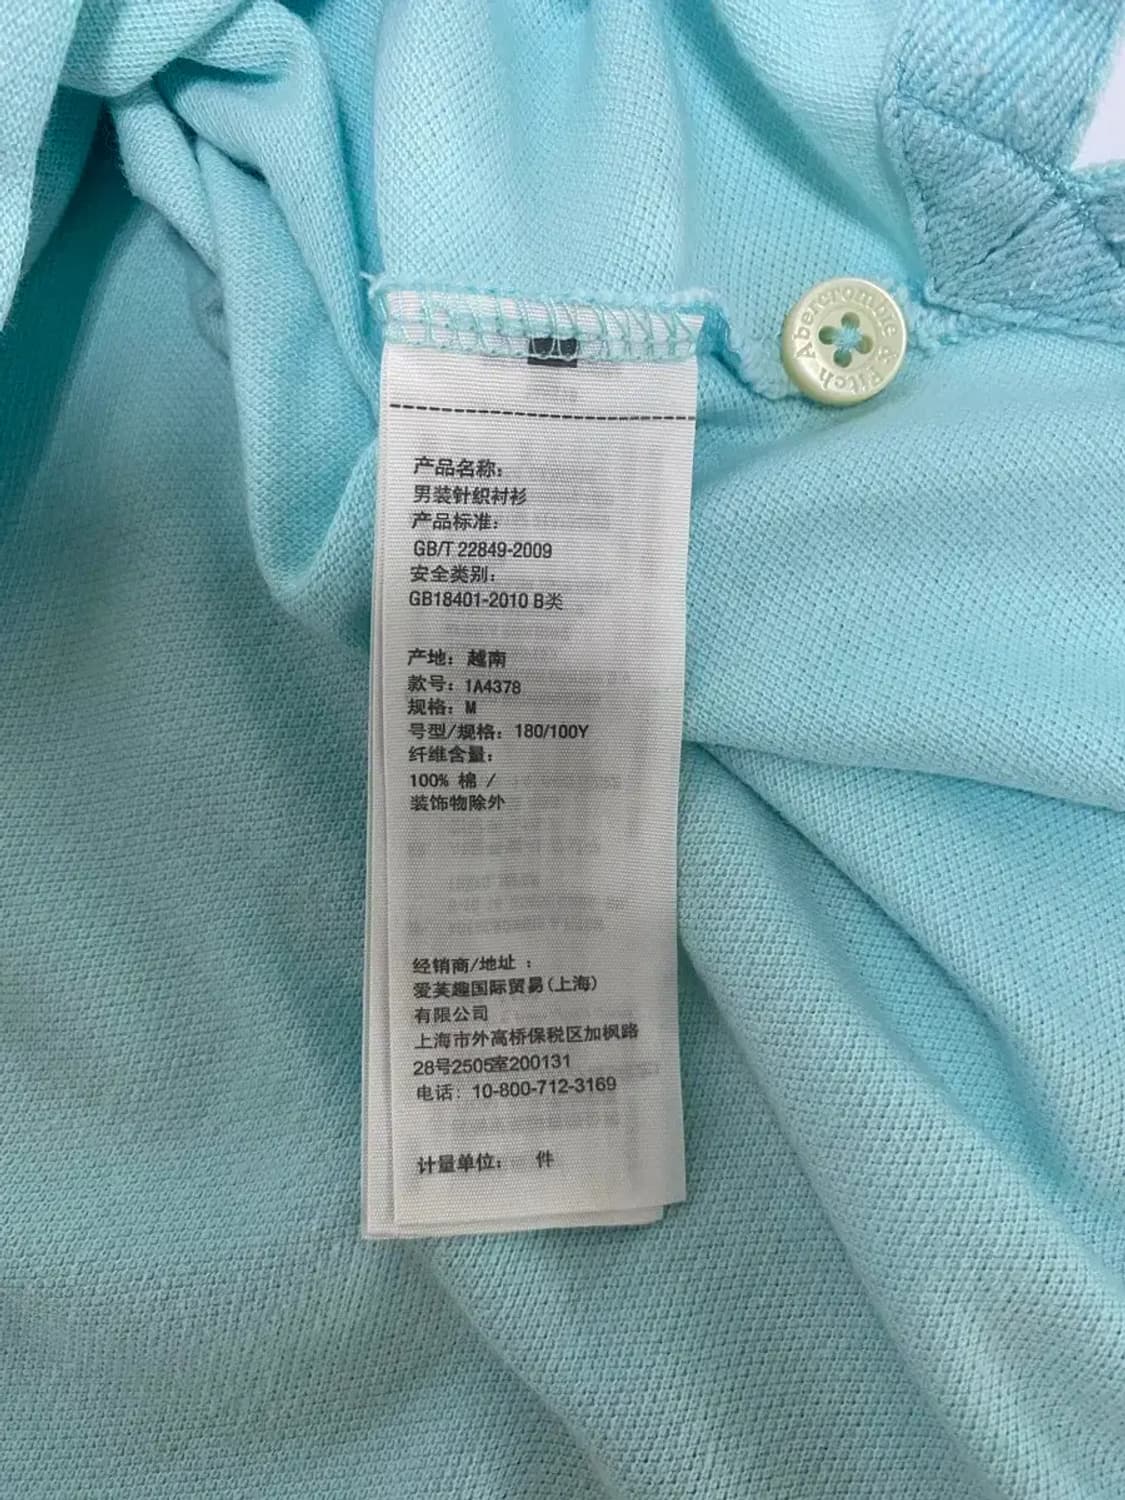 Abercrombie & Fitch
产品名称：
男装针织衬衫
产品标准：
GB/T 22849-2009
安全类别：
GB18401-2010 B类
产地：越南
款号：1A4378
规格：M
号型/规格：180/100Y
纤维含量：
100% 棉 /
装饰物除外
经销商/地址 ：
爱芙趣国际贸易(上海)
有限公司
上海市外高桥保税区加枫路
28号2505室200131
电话：10-800-712-3169
计量单位： 件